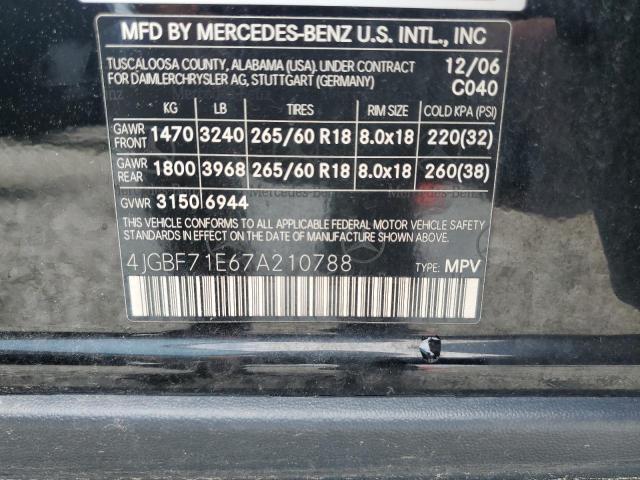 MFD BY MERCEDES-BENZ U.S. INTL., INC
TUSCALOOSA COUNTY, ALABAMA (USA). UNDER CONTRACT 12/06
FOR DAIMLERCHRYSLER AG, STUTTGART (GERMANY) C040
KG LB TIRES RIM SIZE COLD KPA (PSI)
GAWR FRONT 1470 3240 265/60 R18 8.0x18 220(32)
GAWR REAR 1800 3968 265/60 R18 8.0x18 260(38)
Mercedes-Benz
GVWR 3150 6944
THIS VEHICLE CONFORMS TO ALL APPLICABLE FEDERAL MOTOR VEHICLE SAFETY
STANDARDS IN EFFECT ON THE DATE OF MANUFACTURE SHOWN ABOVE.
4JGBF71E67A210788 TYPE: MPV